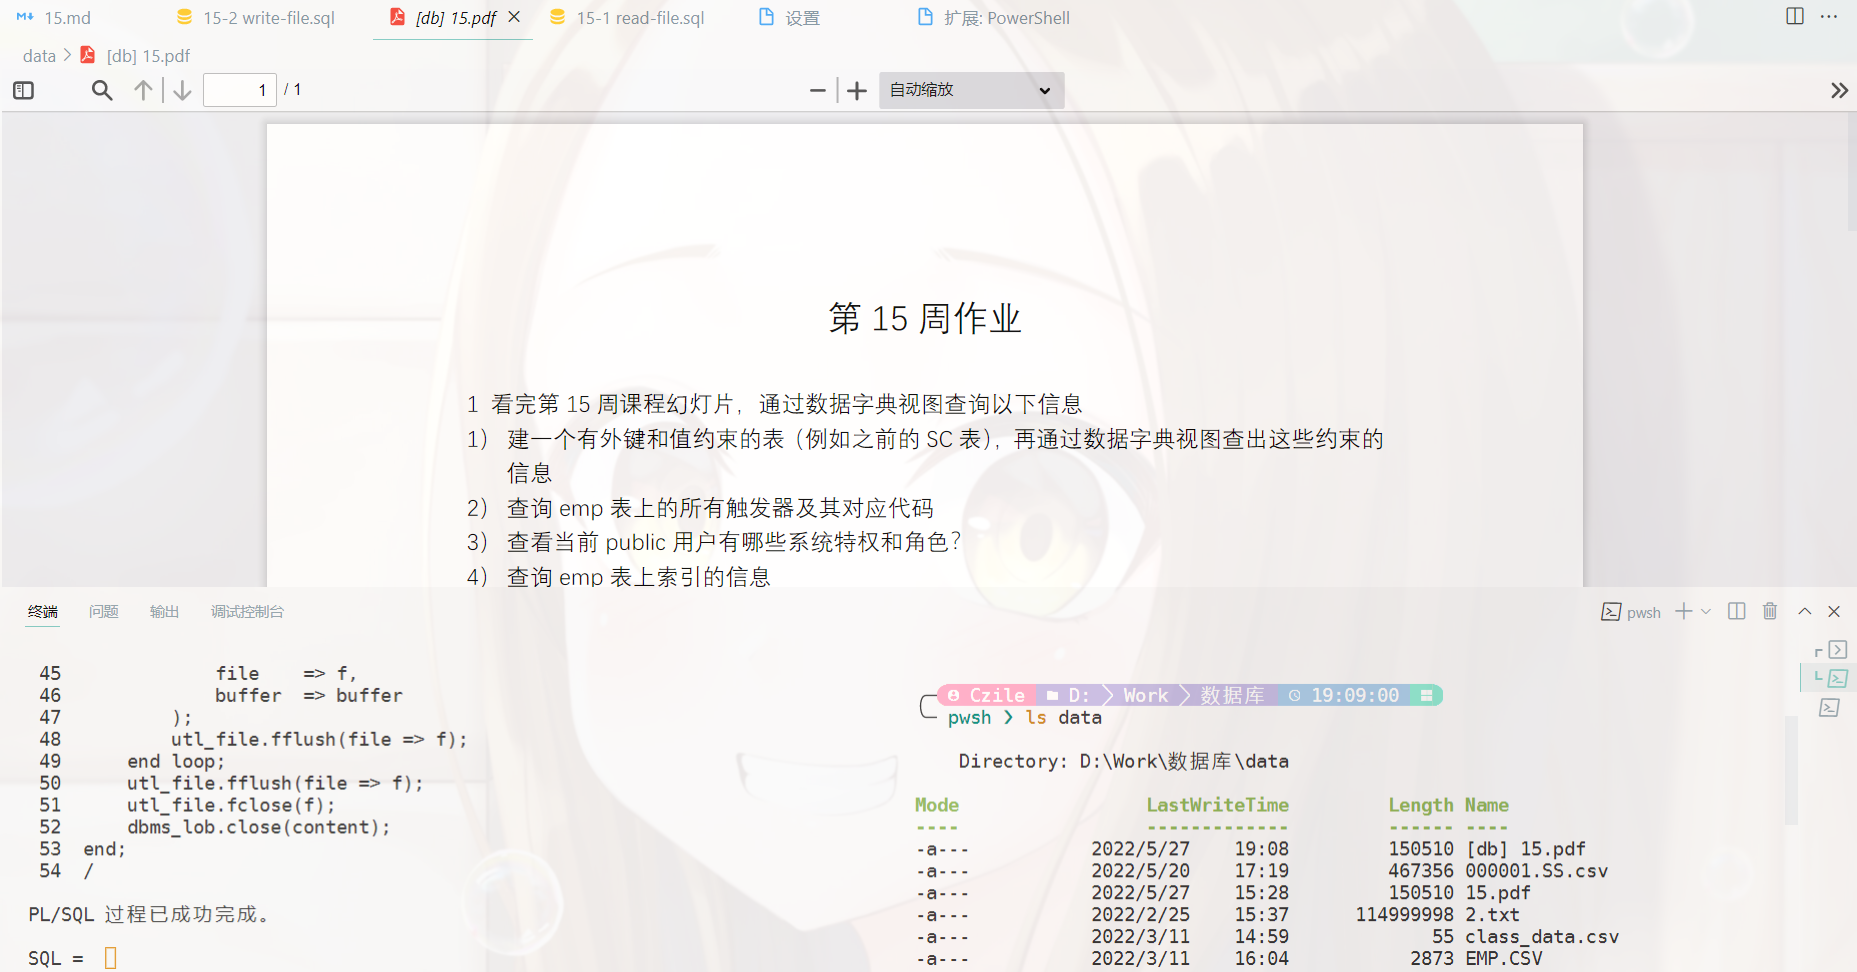 15.md 15-2 write-file.sql [db] 15.pdf 15-1 read-file.sql 设置 扩展: PowerShell
data [db] 15.pdf
1 / 1 自动缩放
第 15 周作业
1 看完第 15 周课程幻灯片，通过数据字典视图查询以下信息
1） 建一个有外键和值约束的表（例如之前的 SC 表），再通过数据字典视图查出这些约束的
信息
2） 查询 emp 表上的所有触发器及其对应代码
3） 查看当前 public 用户有哪些系统特权和角色？
4） 查询 emp 表上索引的信息
终端 问题 输出 调试控制台 pwsh
45 file => f,
46 buffer => buffer
47 );
48 utl_file.fflush(file => f);
49 end loop;
50 utl_file.fflush(file => f);
51 utl_file.fclose(f);
52 dbms_lob.close(content);
53 end;
54 /
PL/SQL 过程已成功完成。
SQL =
Czile D: Work 数据库 19:09:00
pwsh ❯ ls data
Directory: D:\Work\数据库\data
Mode LastWriteTime Length Name
---- ------------- ------ ----
-a--- 2022/5/27 19:08 150510 [db] 15.pdf
-a--- 2022/5/20 17:19 467356 000001.SS.csv
-a--- 2022/5/27 15:28 150510 15.pdf
-a--- 2022/2/25 15:37 114999998 2.txt
-a--- 2022/3/11 14:59 55 class_data.csv
-a--- 2022/3/11 16:04 2873 EMP.CSV